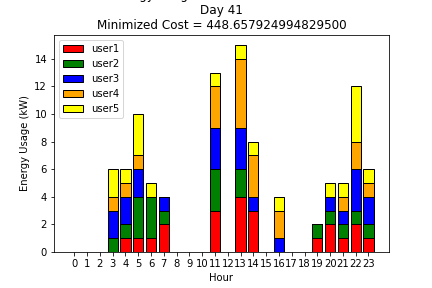 Day 41
Minimized Cost = 448.657924994829500
user1
user2
user3
user4
user5
Energy Usage (kW)
14
12
10
8
6
4
2
0
0 1 2 3 4 5 6 7 8 9 10 11 12 13 14 15 16 17 18 19 20 21 22 23
Hour